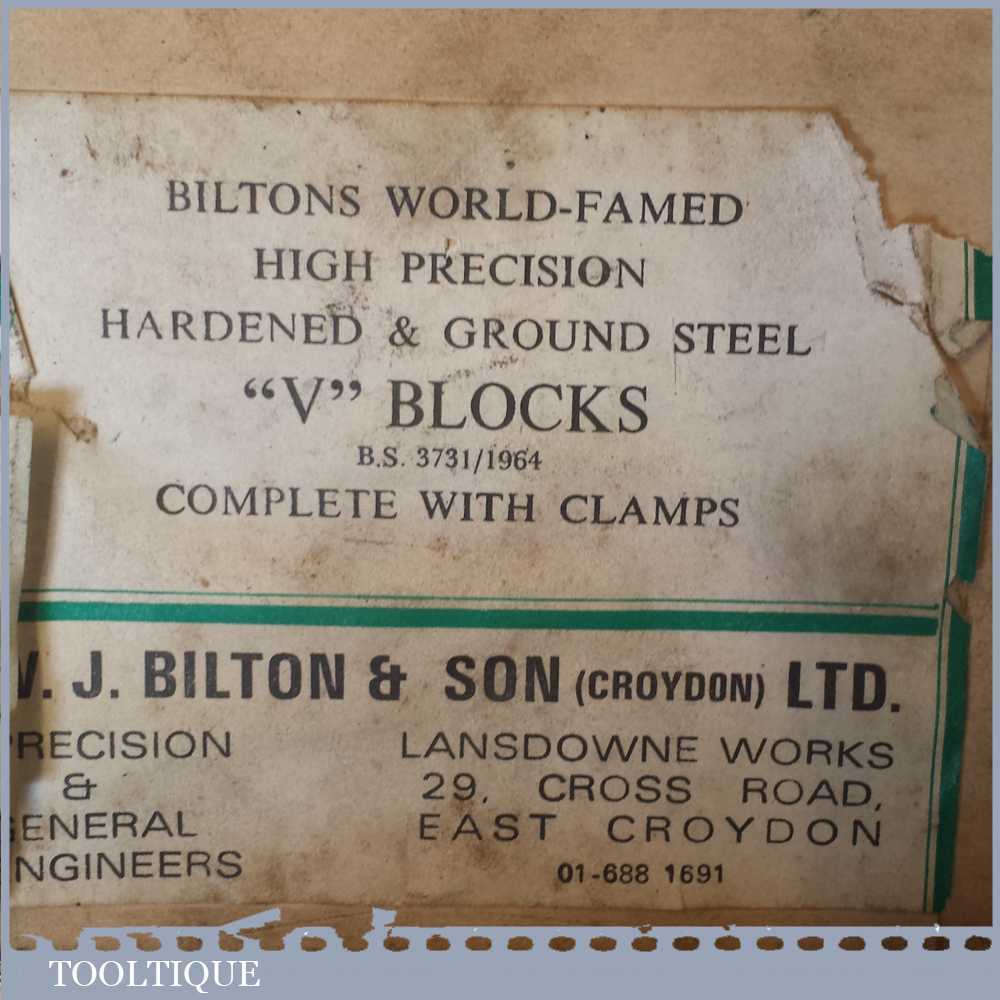 BILTONS WORLD-FAMED
HIGH PRECISION
HARDENED & GROUND STEEL
“V” BLOCKS
B.S. 3731/1964
COMPLETE WITH CLAMPS
J. BILTON & SON (CROYDON) LTD.
RECISION
&
ENERAL
NGINEERS
LANSDOWNE WORKS
29, CROSS ROAD,
EAST CROYDON
01-688 1691
TOOLTIQUE